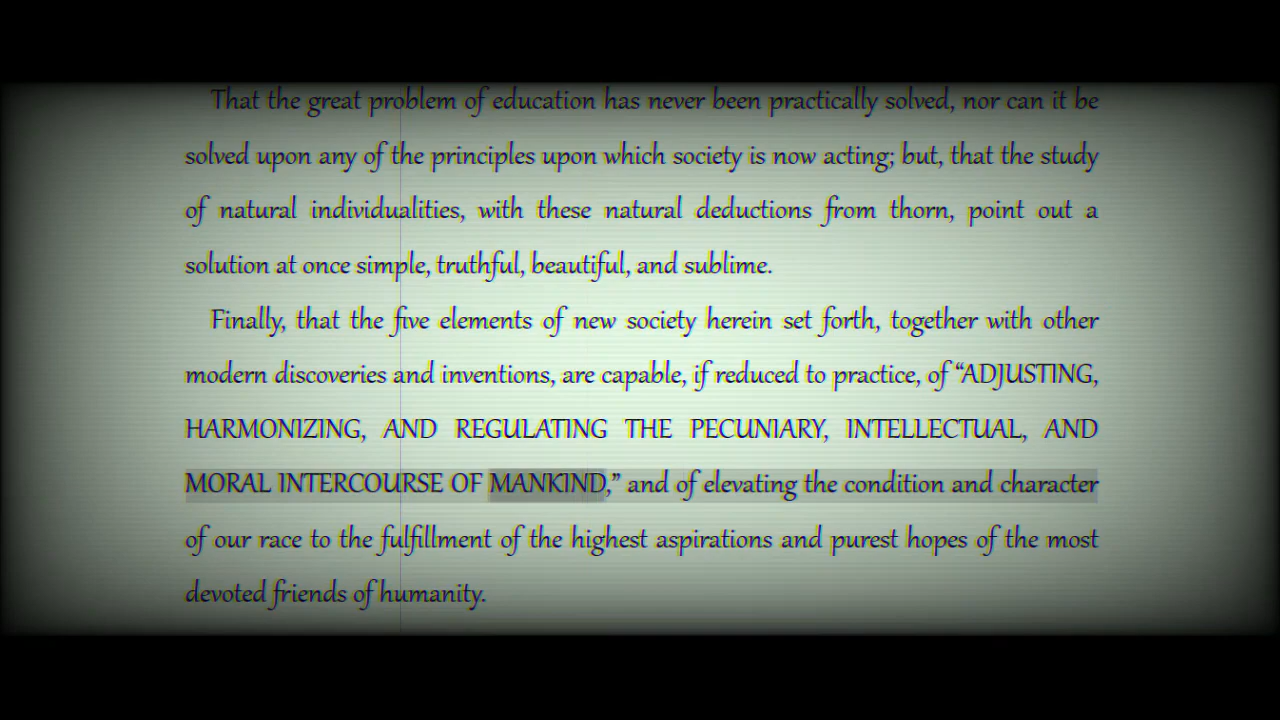 That the great problem of education has never been practically solved, nor can it be
solved upon any of the principles upon which society is now acting; but, that the study
of natural individualities, with these natural deductions from thorn, point out a
solution at once simple, truthful, beautiful, and sublime.
Finally, that the five elements of new society herein set forth, together with other
modern discoveries and inventions, are capable, if reduced to practice, of “ADJUSTING,
HARMONIZING, AND REGULATING THE PECUNIARY, INTELLECTUAL, AND
MORAL INTERCOURSE OF MANKIND,” and of elevating the condition and character
of our race to the fulfillment of the highest aspirations and purest hopes of the most
devoted friends of humanity.